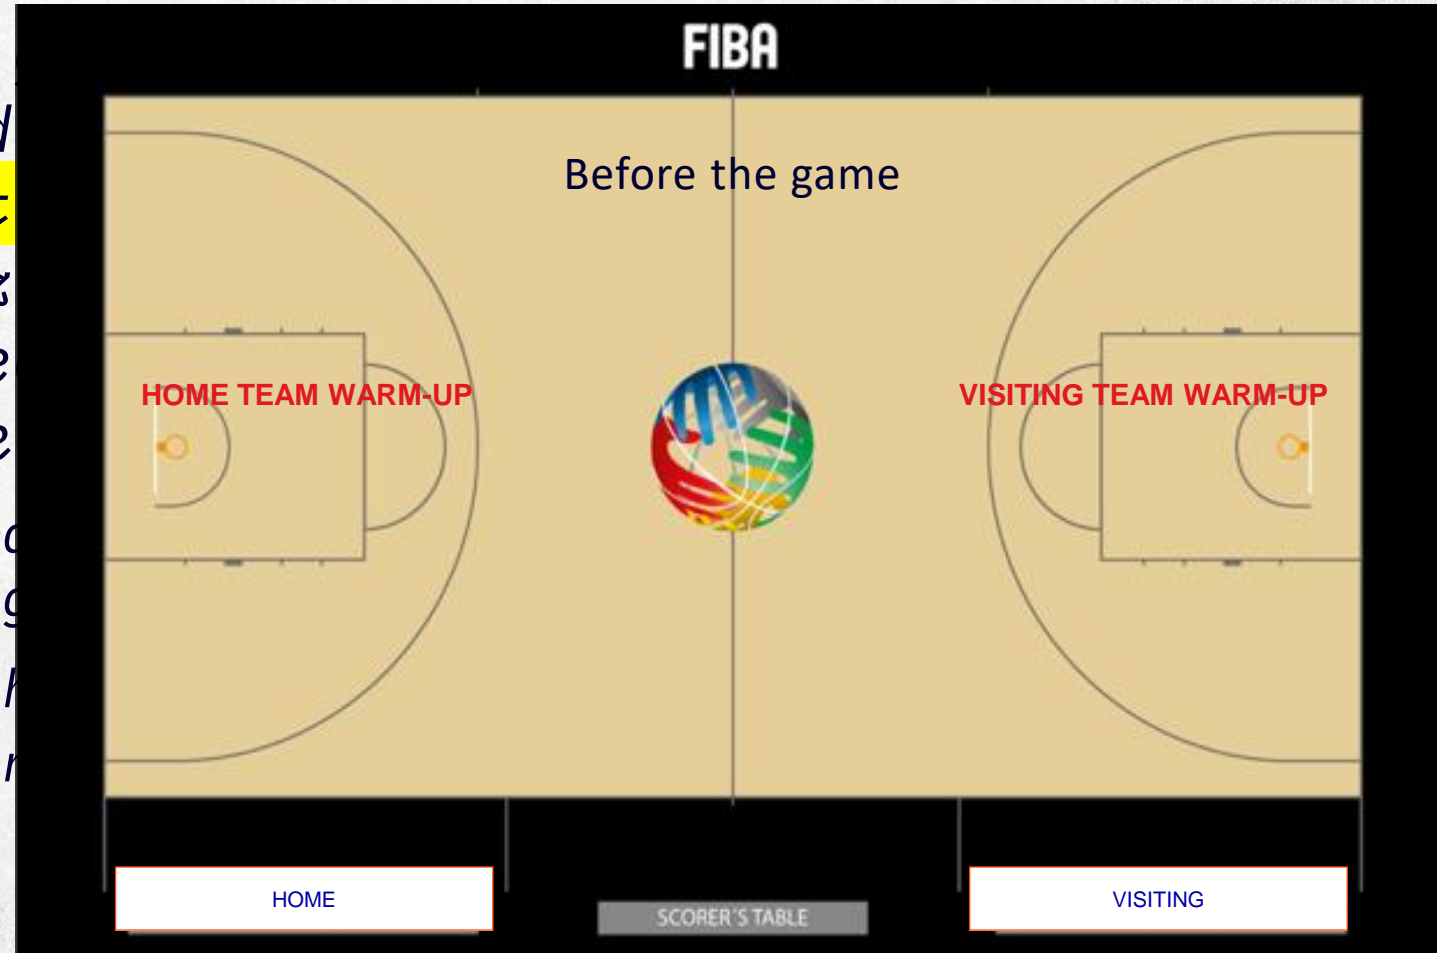 FIBA
Before the game
HOME TEAM WARM-UP
VISITING TEAM WARM-UP
HOME
VISITING
SCORER'S TABLE